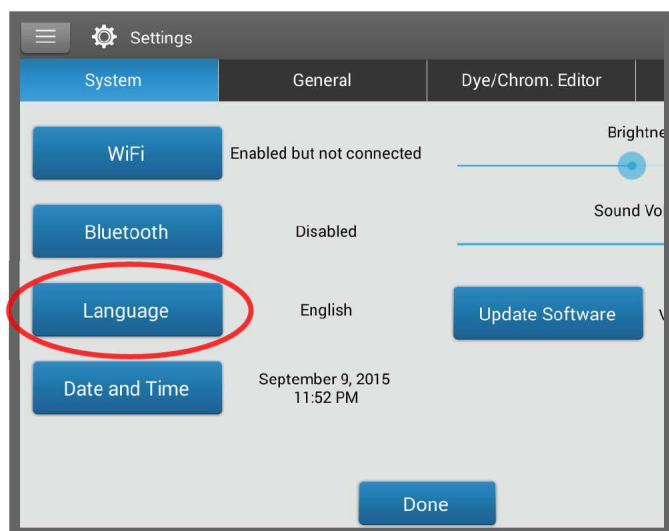 Settings
System General Dye/Chrom. Editor
WiFi Enabled but not connected
Bluetooth Disabled Sound
Language English Update Software
Date and Time September 9, 2015
11:52 PM
Done